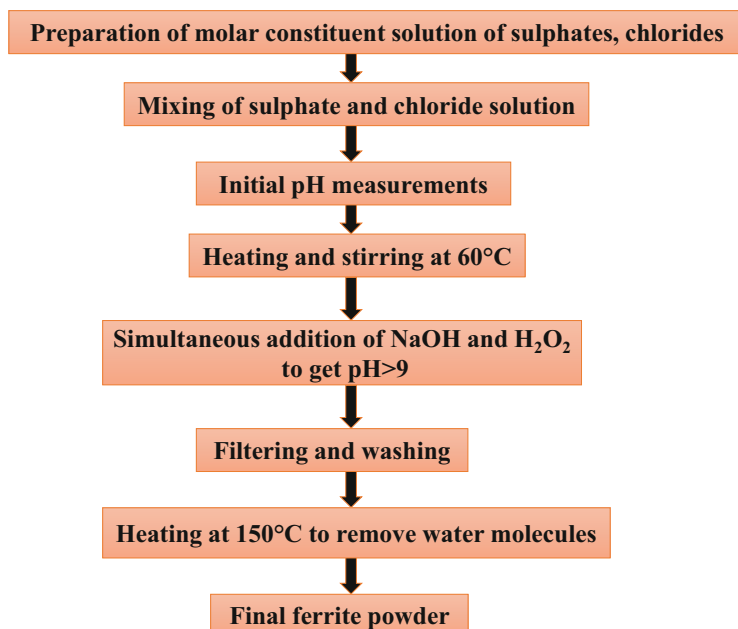 Preparation of molar constituent solution of sulphates, chlorides
Mixing of sulphate and chloride solution
Initial pH measurements
Heating and stirring at 60°C
Simultaneous addition of NaOH and H₂O₂
to get pH>9
Filtering and washing
Heating at 150°C to remove water molecules
Final ferrite powder